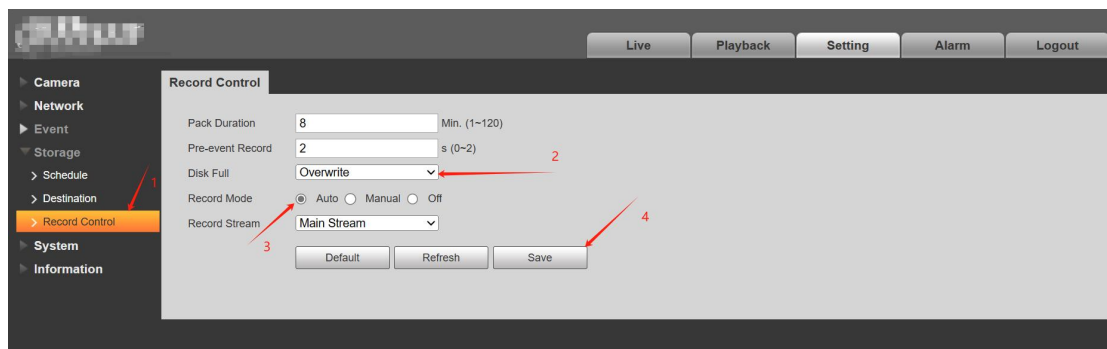 Live Playback Setting Alarm Logout
Camera
Network
Event
Storage
Schedule
Destination
Record Control
System
Information
Record Control
Pack Duration 8 Min. (1~120)
Pre-event Record 2 s (0~2)
Disk Full Overwrite
Record Mode Auto Manual Off
Record Stream Main Stream
Default Refresh Save
1
2
3
4